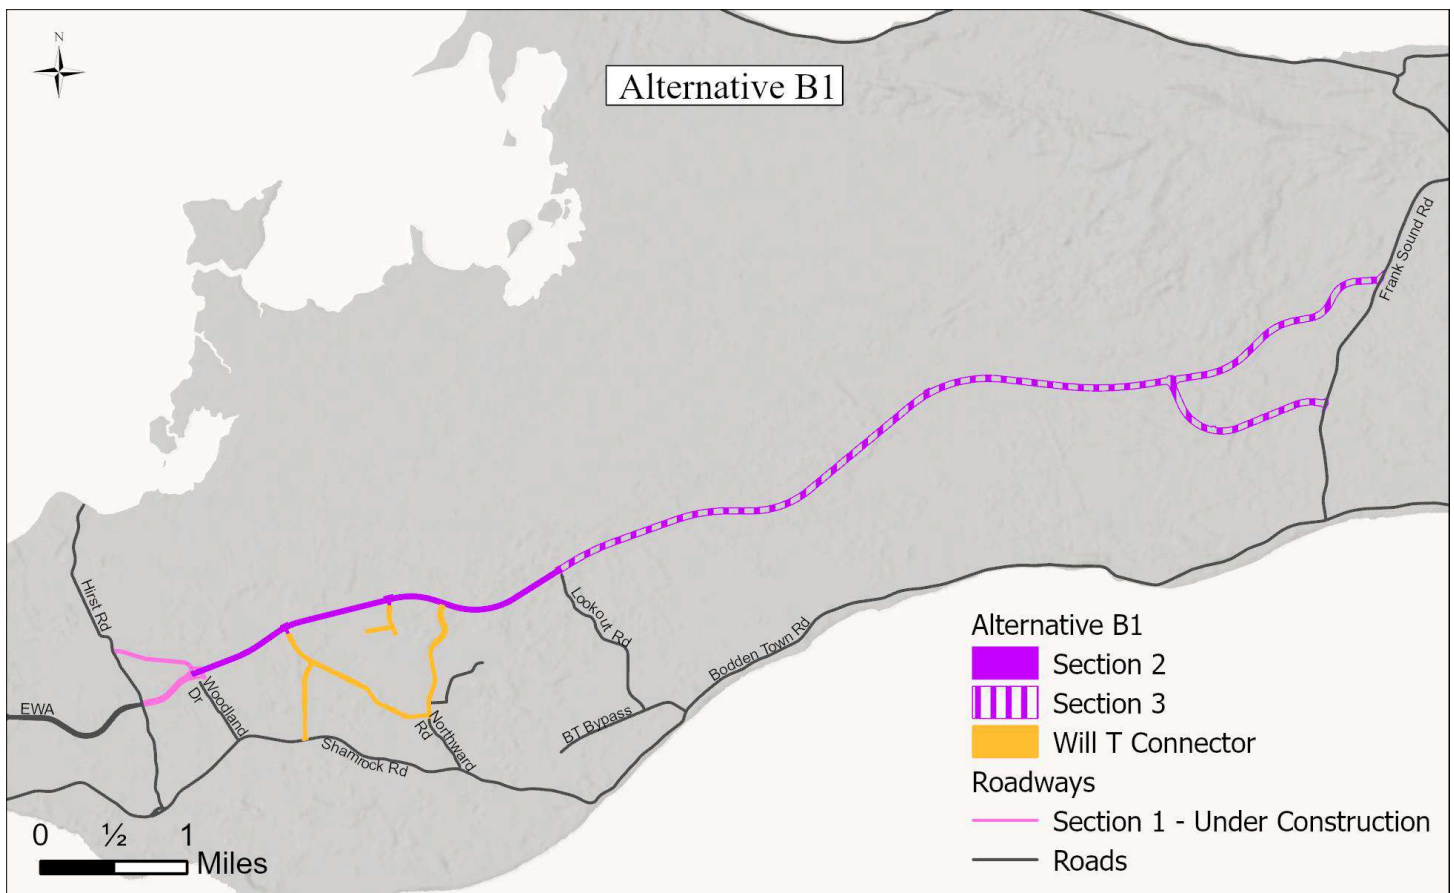 N
Alternative B1
Frank Sound Rd
Hirst Rd
Lookout Rd
Bodden Town Rd
Woodland
Dr
EWA
Northward
Rd
BT Bypass
Shamrock Rd
Alternative B1
Section 2
Section 3
Will T Connector
Roadways
Section 1 - Under Construction
Roads
0 ½ 1
Miles